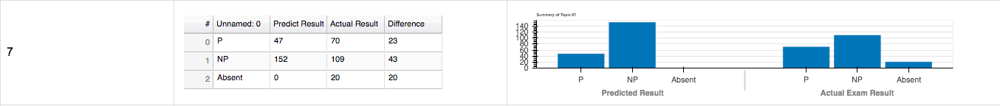 7
# Unnamed: 0 Predict Result Actual Result Difference
0 P 47 70 23
1 NP 152 109 43
2 Absent 0 20 20
Summary of Topic 07
140
120
100
80
60
40
20
0
P NP Absent P NP Absent
Predicted Result Actual Exam Result